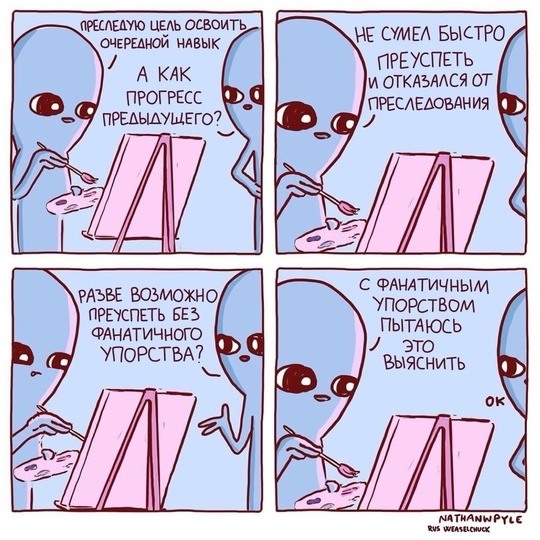 ПРЕСЛЕДУЮ ЦЕЛЬ ОСВОИТЬ
ОЧЕРЕДНОЙ НАВЫК
А КАК
ПРОГРЕСС
ПРЕДЫДУЩЕГО?
НЕ СУМЕЛ БЫСТРО
ПРЕУСПЕТЬ
И ОТКАЗАЛСЯ ОТ
ПРЕСЛЕДОВАНИЯ
РАЗВЕ ВОЗМОЖНО
ПРЕУСПЕТЬ БЕЗ
ФАНАТИЧНОГО
УПОРСТВА?
С ФАНАТИЧНЫМ
УПОРСТВОМ
ПЫТАЮСЬ
ЭТО
ВЫЯСНИТЬ
ОК
NATHANWPYLE
RUS WEASELCHUCK